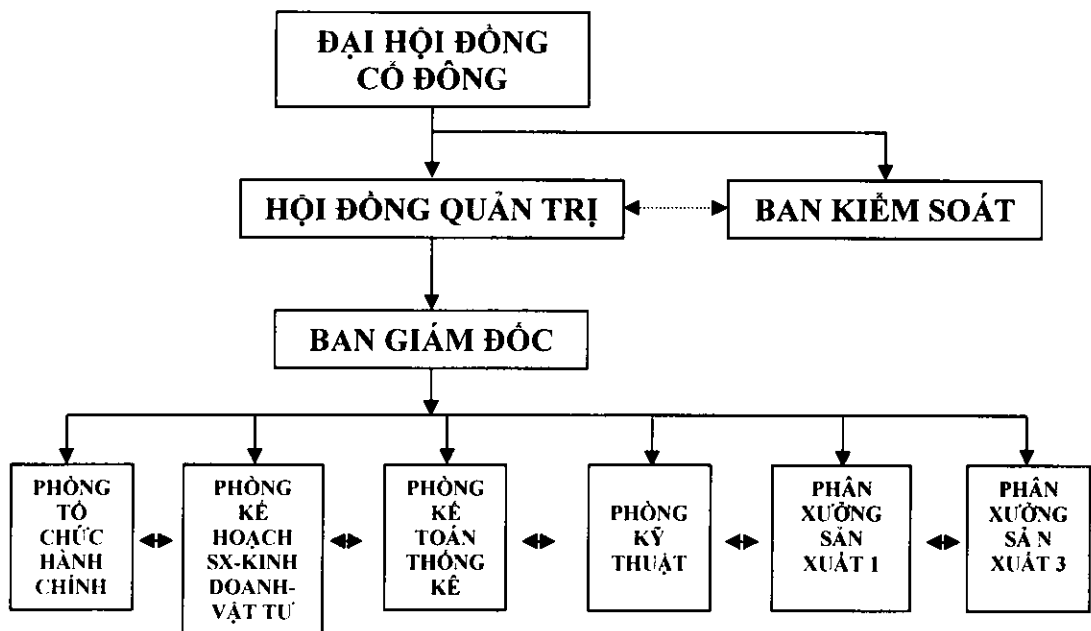 ĐẠI HỘI ĐỒNG
CỔ ĐÔNG
HỘI ĐỒNG QUẢN TRỊ
BAN KIỂM SOÁT
BAN GIÁM ĐỐC
PHÒNG
TỔ
CHỨC
HÀNH
CHÍNH
PHÒNG
KẾ
HOẠCH
SX-KINH
DOANH-
VẬT TƯ
PHÒNG
KẾ
TOÁN
THỐNG
KÊ
PHÒNG
KỸ
THUẬT
PHÂN
XƯỞNG
SẢN
XUẤT 1
PHÂN
XƯỞNG
SẢ N
XUẤT 3